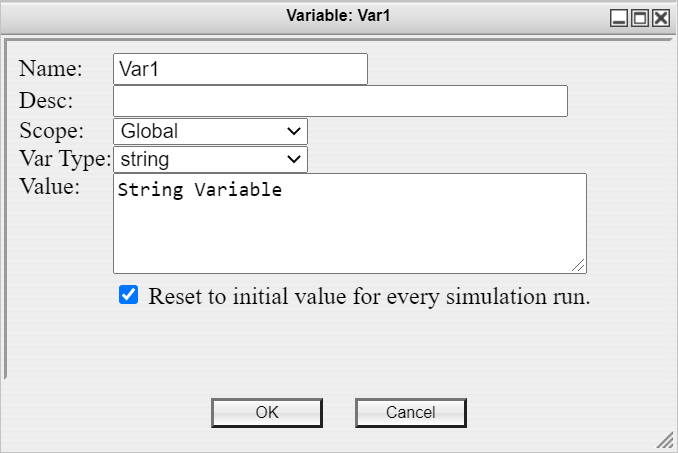 Variable: Var1
Name: Var1
Desc:
Scope: Global
Var Type: string
Value: String Variable
Reset to initial value for every simulation run.
OK Cancel